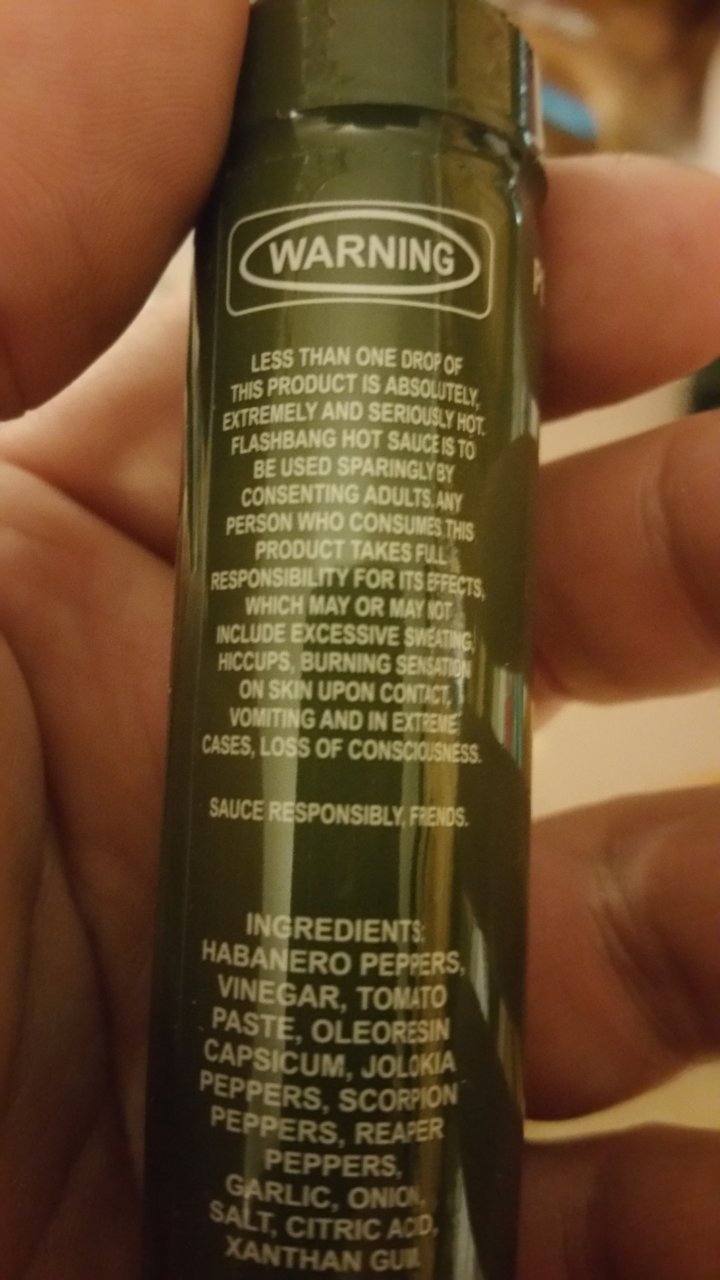 WARNING
LESS THAN ONE DROP OF
THIS PRODUCT IS ABSOLUTELY,
EXTREMELY AND SERIOUSLY HOT.
FLASHBANG HOT SAUCE IS TO
BE USED SPARINGLY BY
CONSENTING ADULTS. ANY
PERSON WHO CONSUMES THIS
PRODUCT TAKES FULL
RESPONSIBILITY FOR ITS EFFECTS,
WHICH MAY OR MAY NOT
INCLUDE EXCESSIVE SWEATING,
HICCUPS, BURNING SENSATION
ON SKIN UPON CONTACT,
VOMITING AND IN EXTREME
CASES, LOSS OF CONSCIOUSNESS.
SAUCE RESPONSIBLY, FRIENDS.
INGREDIENTS:
HABANERO PEPPERS,
VINEGAR, TOMATO
PASTE, OLEORESIN
CAPSICUM, JOLOKIA
PEPPERS, SCORPION
PEPPERS, REAPER
PEPPERS,
GARLIC, ONION,
SALT, CITRIC ACID,
XANTHAN GUM